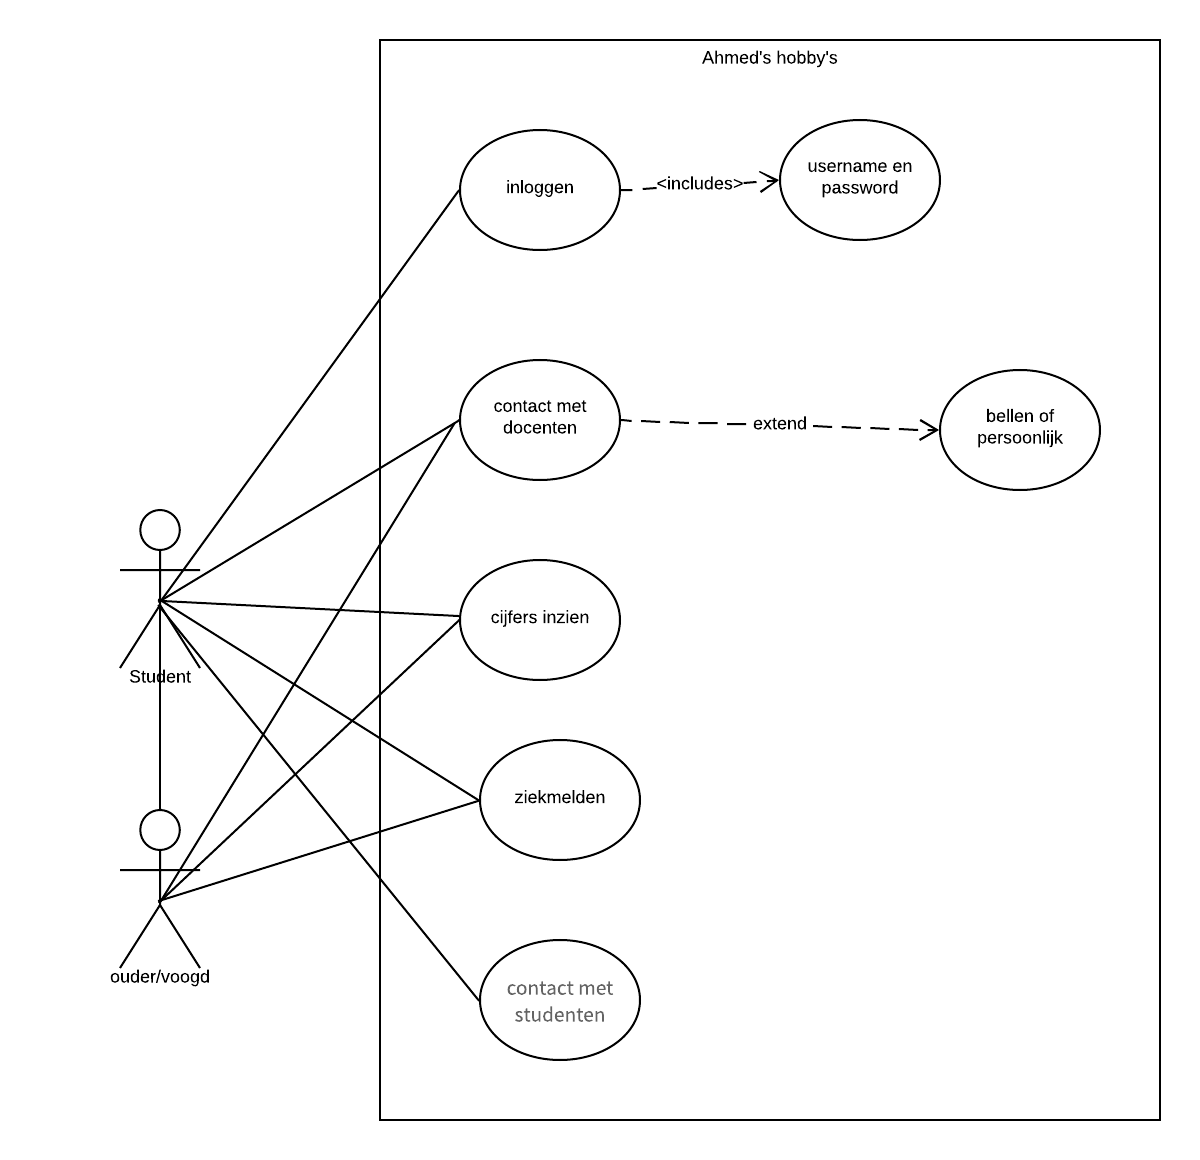 Ahmed's hobby's
inloggen
<includes>
username en
password
contact met
docenten
extend
bellen of
persoonlijk
cijfers inzien
Student
ziekmelden
ouder/voogd
contact met
studenten